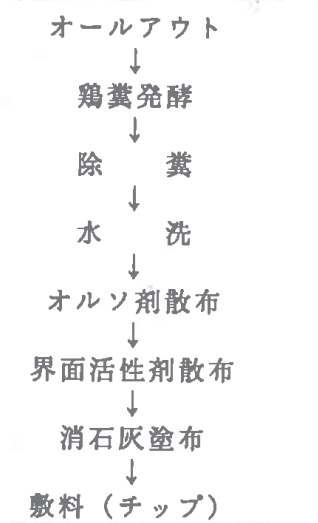 オールアウト
↓
鶏糞発酵
↓
除　　糞
↓
水　　洗
↓
オルソ剤散布
↓
界面活性剤散布
↓
消石灰塗布
↓
敷料（チップ）